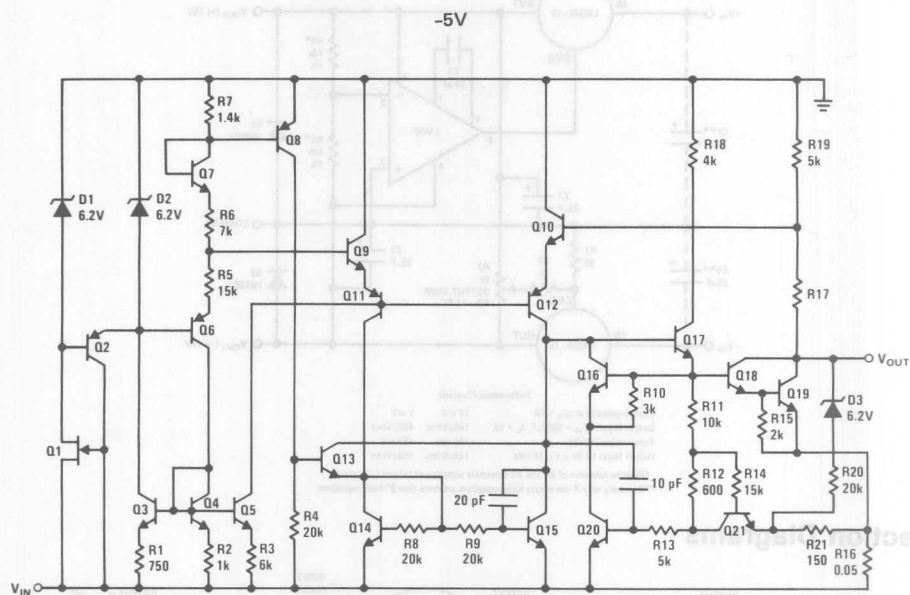 -5V
R7
1.4k
Q8
R18
4k
R19
5k
D1
6.2V
D2
6.2V
Q7
R6
7k
Q9
Q10
R5
15k
Q11
Q12
R17
Q2
Q6
Q17
VOUT
Q16
Q18
Q19
R10
3k
R11
10k
R15
2k
D3
6.2V
Q1
Q13
Q3
Q4
Q5
R4
20k
20 pF
10 pF
R12
600
R14
15k
R20
20k
Q14
R8
20k
R9
20k
Q15
Q20
R13
5k
Q21
R21
150
R16
0.05
R1
750
R2
1k
R3
6k
VIN